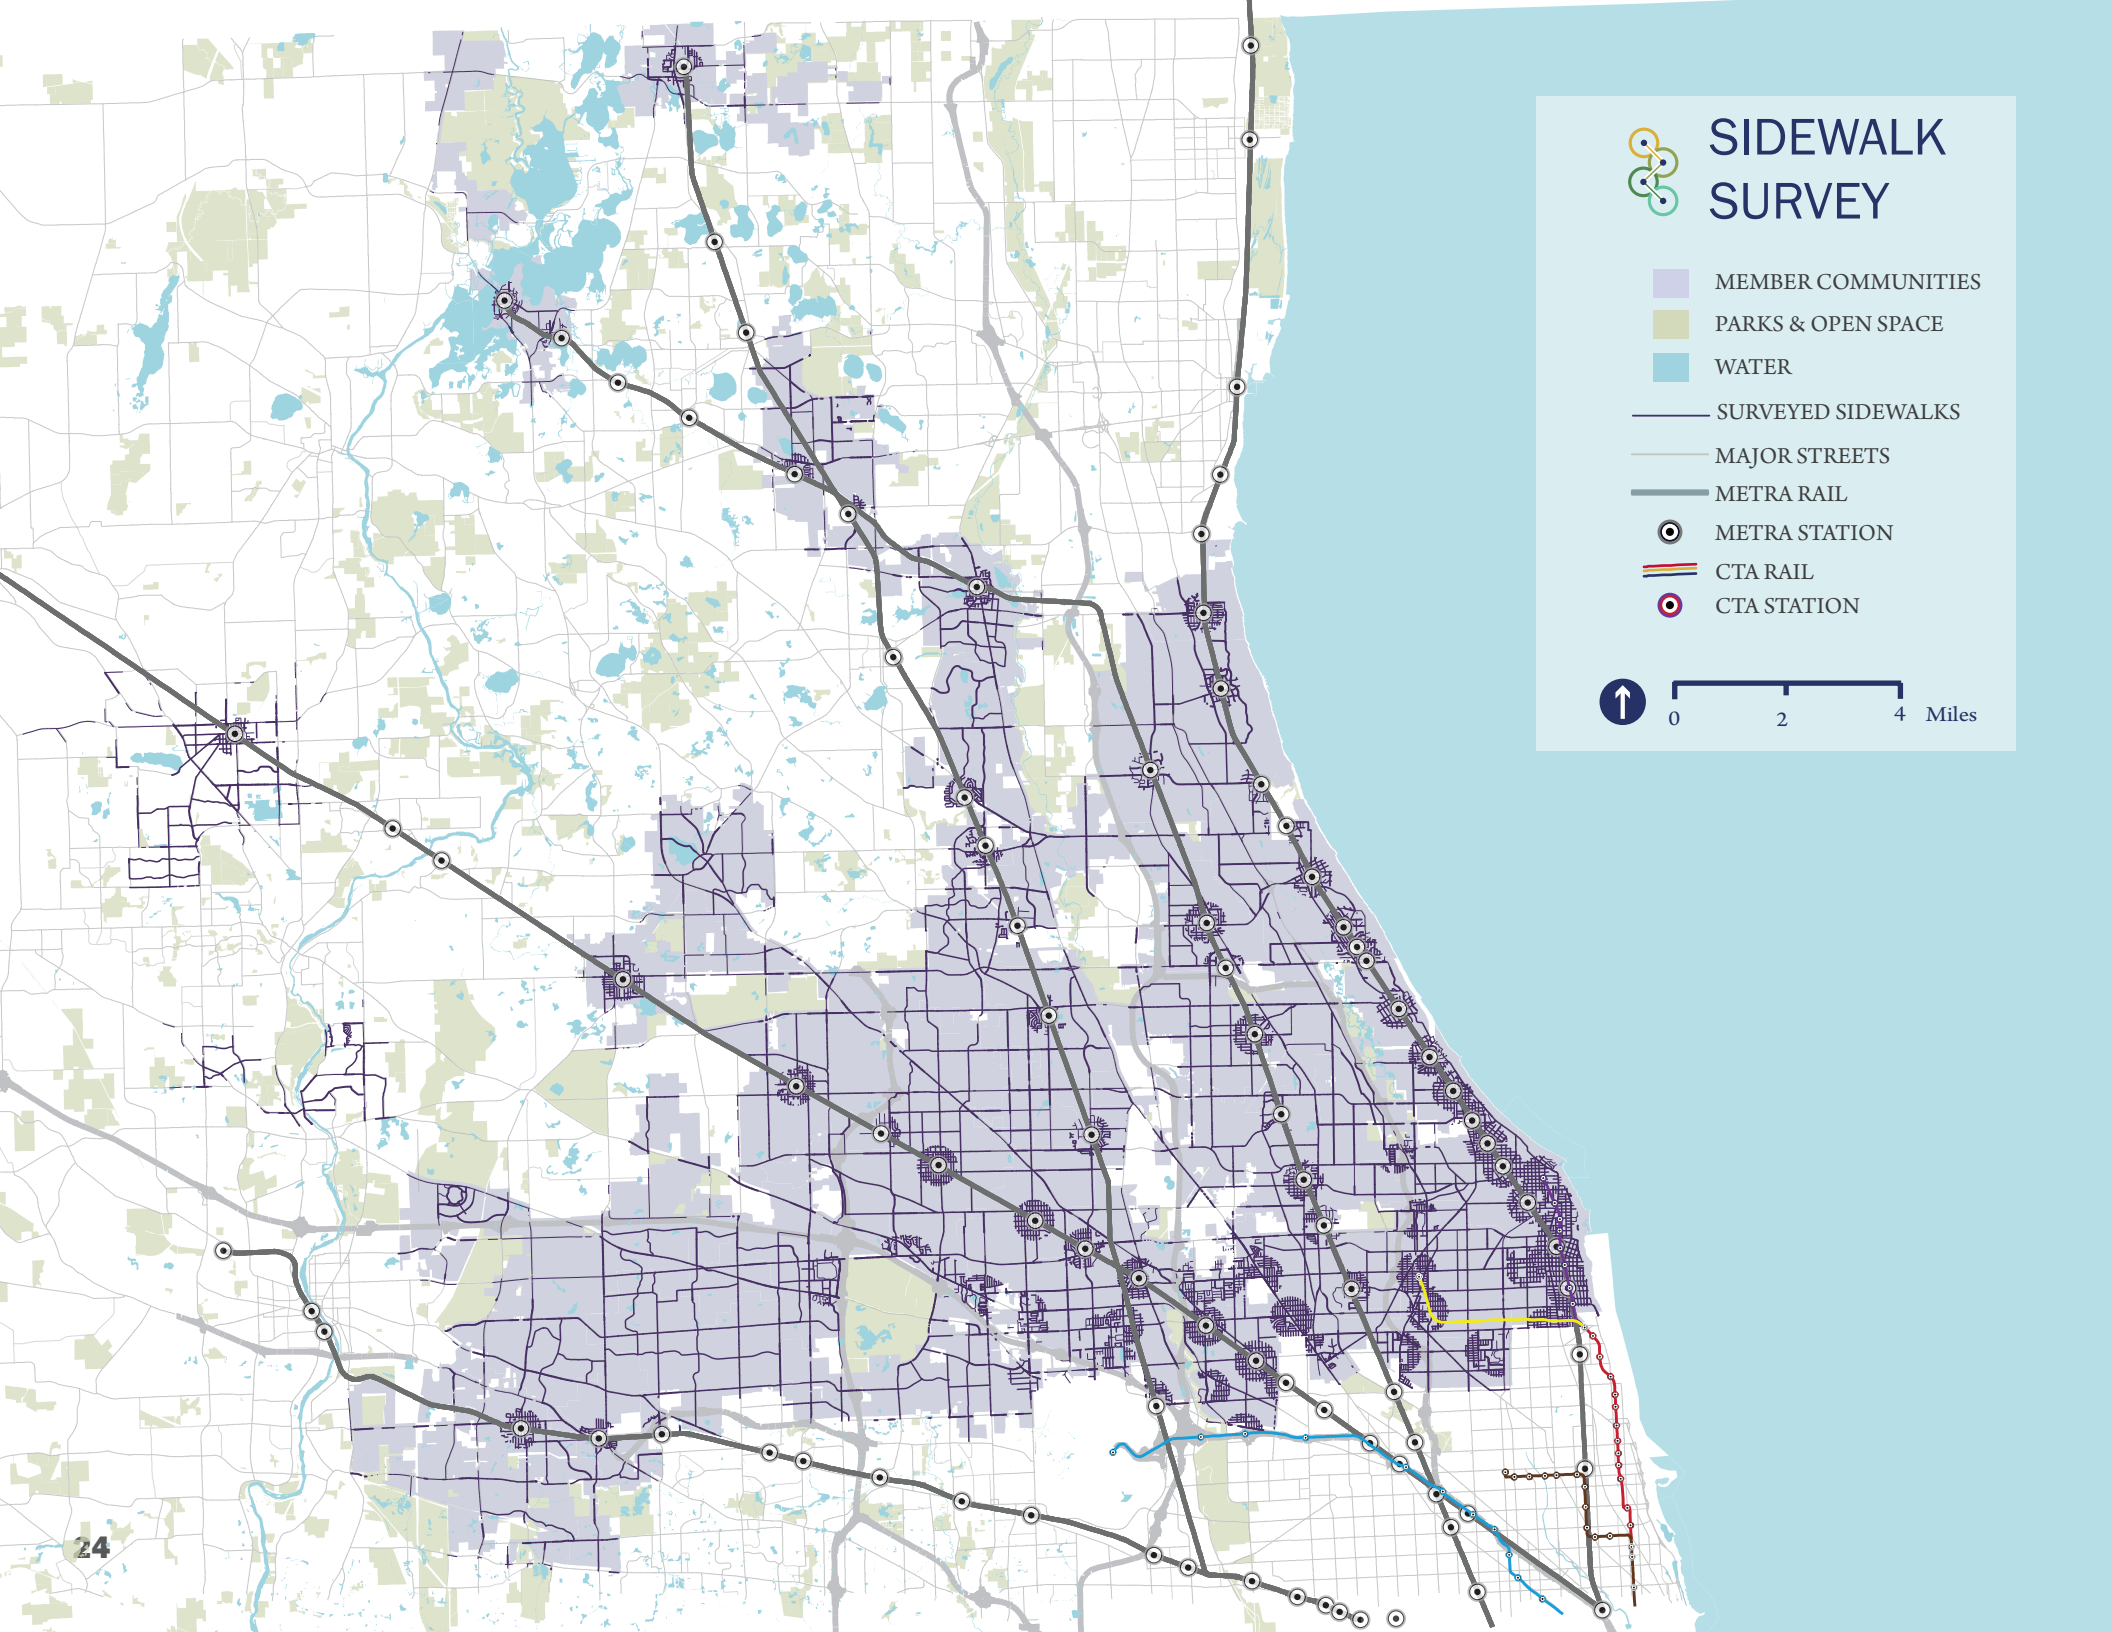 SIDEWALK
SURVEY
MEMBER COMMUNITIES
PARKS & OPEN SPACE
WATER
SURVEYED SIDEWALKS
MAJOR STREETS
METRA RAIL
METRA STATION
CTA RAIL
CTA STATION
0 2 4 Miles
24